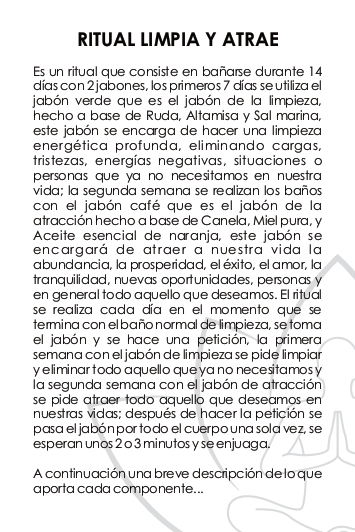 RITUAL LIMPIA Y ATRAE
Es un ritual que consiste en bañarse durante 14
días con 2 jabones, los primeros 7 días se utiliza el
jabón verde que es el jabón de la limpieza,
hecho a base de Ruda, Altamisa y Sal marina,
este jabón se encarga de hacer una limpieza
energética profunda, eliminando cargas,
tristezas, energías negativas, situaciones o
personas que ya no necesitamos en nuestra
vida; la segunda semana se realizan los baños
con el jabón café que es el jabón de la
atracción hecho a base de Canela, Miel pura, y
Aceite esencial de naranja, este jabón se
encargará de atraer a nuestra vida la
abundancia, la prosperidad, el éxito, el amor, la
tranquilidad, nuevas oportunidades, personas y
en general todo aquello que deseamos. El ritual
se realiza cada día en el momento que se
termina con el baño normal de limpieza, se toma
el jabón y se hace una petición, la primera
semana con el jabón de limpieza se pide limpiar
y eliminar todo aquello que ya no necesitamos y
la segunda semana con el jabón de atracción
se pide atraer todo aquello que deseamos en
nuestras vidas; después de hacer la petición se
pasa el jabón por todo el cuerpo una sola vez, se
esperan unos 2 o 3 minutos y se enjuaga.
A continuación una breve descripción de lo que
aporta cada componente...